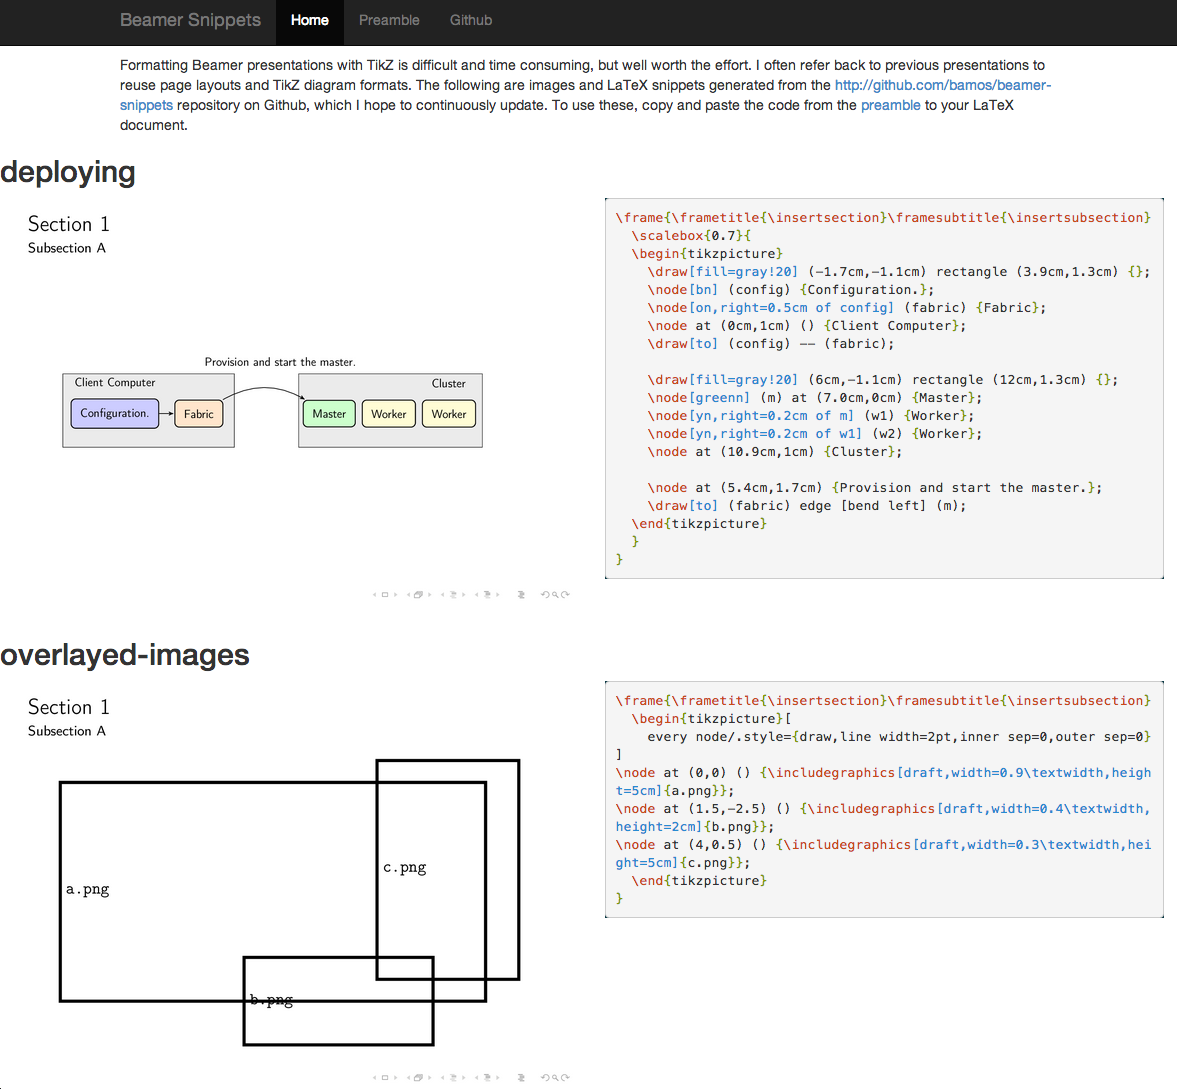 Beamer Snippets Home Preamble Github
Formatting Beamer presentations with TikZ is difficult and time consuming, but well worth the effort. I often refer back to previous presentations to
reuse page layouts and TikZ diagram formats. The following are images and LaTeX snippets generated from the http://github.com/bamos/beamer-
snippets repository on Github, which I hope to continuously update. To use these, copy and paste the code from the preamble to your LaTeX
document.
deploying
Section 1
Subsection A
Provision and start the master.
Client Computer
Cluster
Configuration.
Fabric
Master
Worker
Worker
\frame{\frametitle{\insertsection}\framesubtitle{\insertsubsection}
  \scalebox{0.7}{
  \begin{tikzpicture}
    \draw[fill=gray!20] (-1.7cm,-1.1cm) rectangle (3.9cm,1.3cm) {};
    \node[bn] (config) {Configuration.};
    \node[on,right=0.5cm of config] (fabric) {Fabric};
    \node at (0cm,1cm) () {Client Computer};
    \draw[to] (config) -- (fabric);
    \draw[fill=gray!20] (6cm,-1.1cm) rectangle (12cm,1.3cm) {};
    \node[greenn] (m) at (7.0cm,0cm) {Master};
    \node[yn,right=0.2cm of m] (w1) {Worker};
    \node[yn,right=0.2cm of w1] (w2) {Worker};
    \node at (10.9cm,1cm) {Cluster};
    \node at (5.4cm,1.7cm) {Provision and start the master.};
    \draw[to] (fabric) edge [bend left] (m);
  \end{tikzpicture}
  }
}
overlayed-images
Section 1
Subsection A
a.png
c.png
b.png
\frame{\frametitle{\insertsection}\framesubtitle{\insertsubsection}
  \begin{tikzpicture}[
    every node/.style={draw,line width=2pt,inner sep=0,outer sep=0}
]
\node at (0,0) () {\includegraphics[draft,width=0.9\textwidth,heigh
t=5cm]{a.png}};
\node at (1.5,-2.5) () {\includegraphics[draft,width=0.4\textwidth,
height=2cm]{b.png}};
\node at (4,0.5) () {\includegraphics[draft,width=0.3\textwidth,hei
ght=5cm]{c.png}};
  \end{tikzpicture}
}